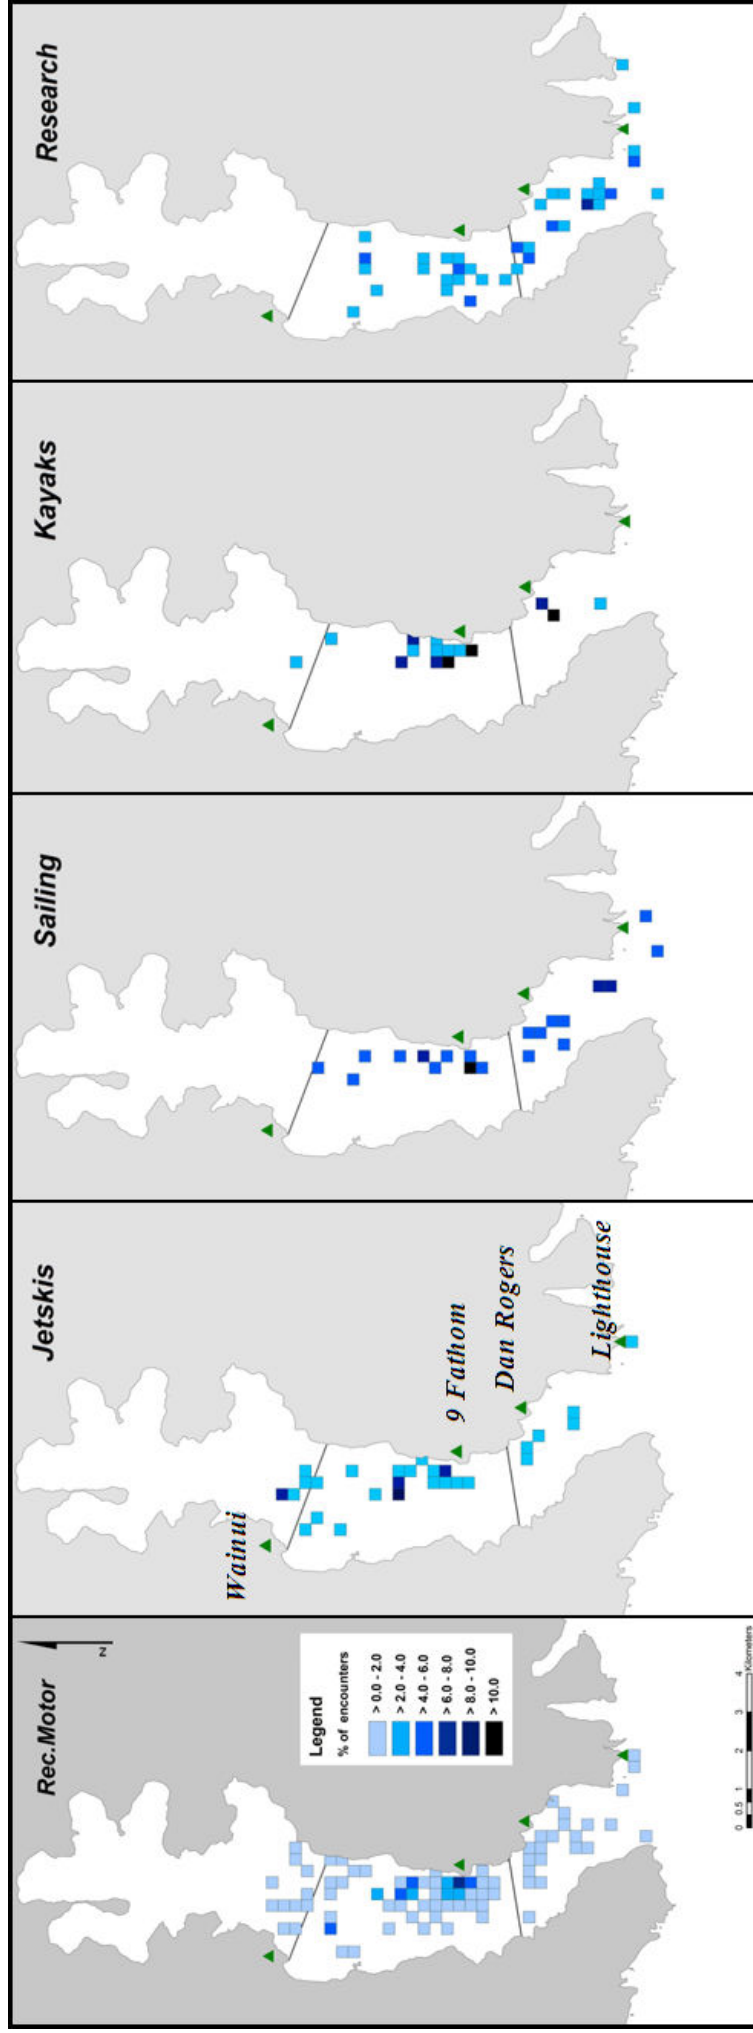 Rec.Motor
N
Legend
% of encounters
> 0.0 - 2.0
> 2.0 - 4.0
> 4.0 - 6.0
> 6.0 - 8.0
> 8.0 - 10.0
> 10.0
0 0.5 1 2 3 4
Kilometers
Jetskis
Wainui
9 Fathom
Dan Rogers
Lighthouse
Sailing
Kayaks
Research